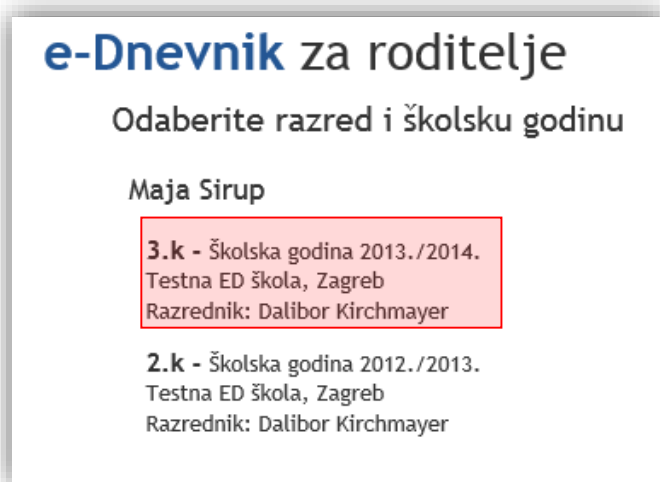 e-Dnevnik za roditelje
Odaberite razred i školsku godinu
Maja Sirup
3.k - Školska godina 2013./2014.
Testna ED škola, Zagreb
Razrednik: Dalibor Kirchmayer
2.k - Školska godina 2012./2013.
Testna ED škola, Zagreb
Razrednik: Dalibor Kirchmayer